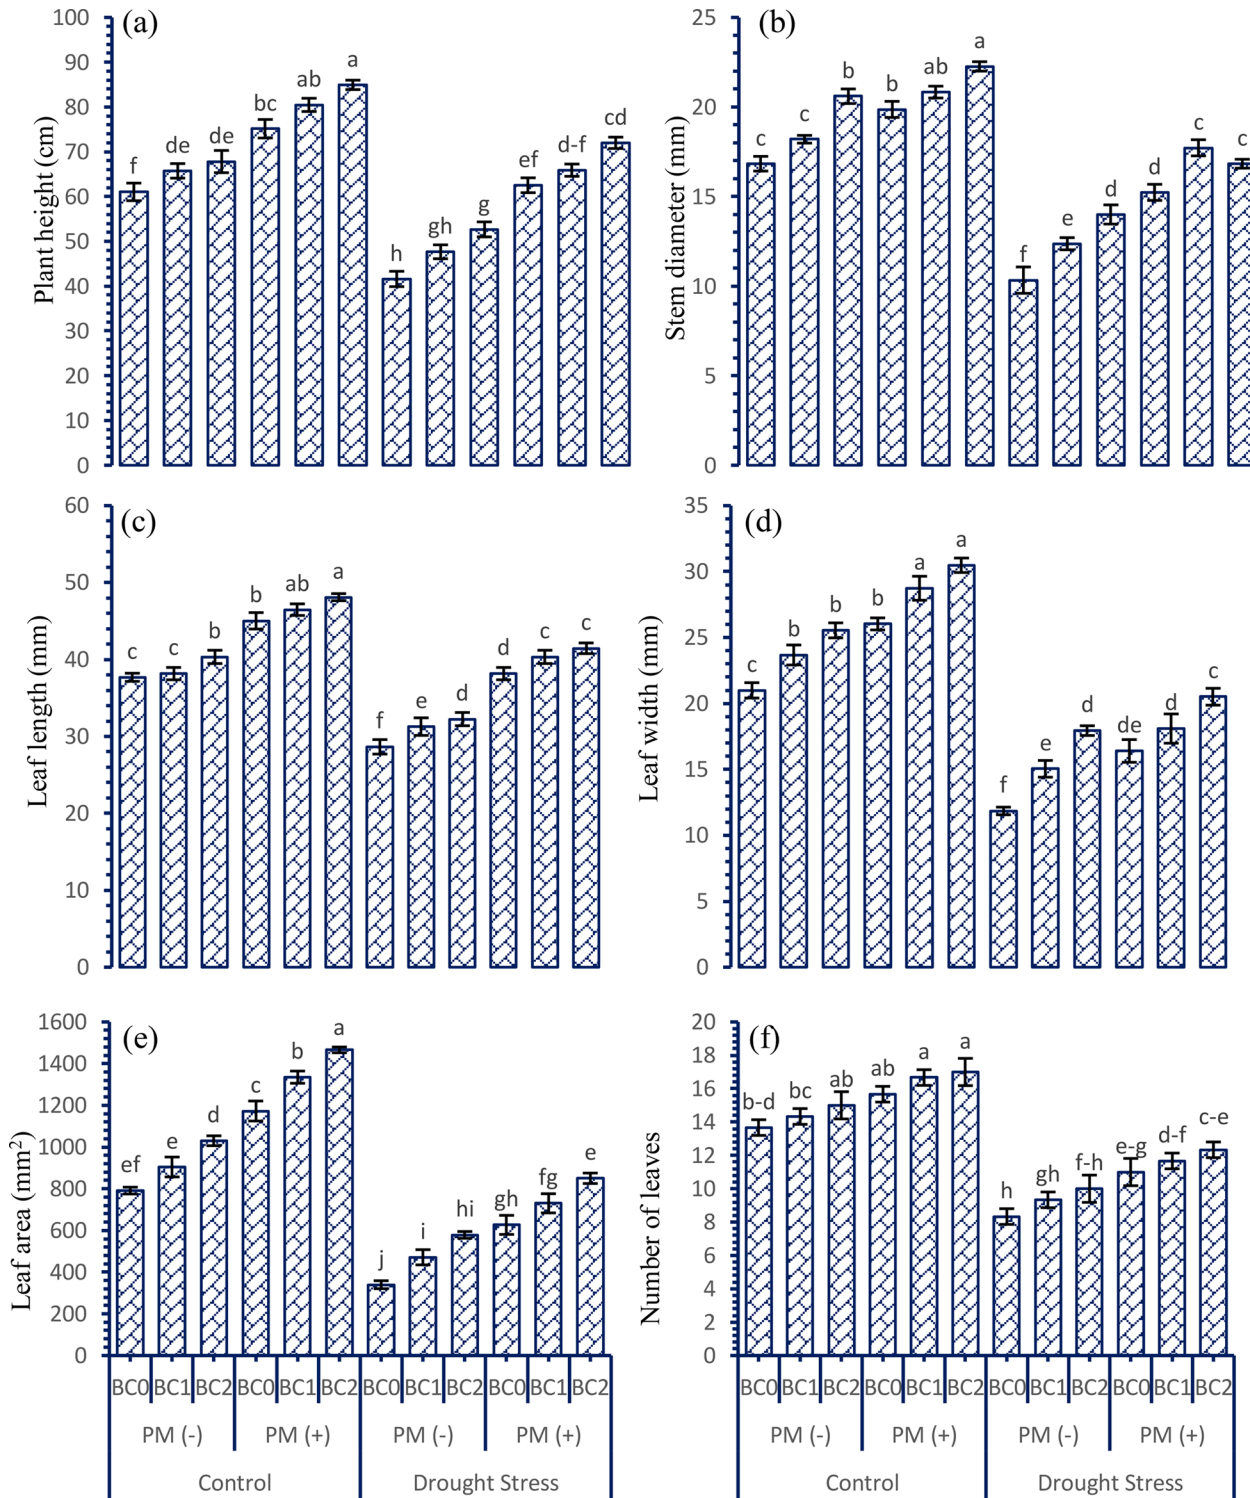 (a)
Plant height (cm)
100
90
80
70
60
50
40
30
20
10
0
f
de
de
bc
ab
a
h
gh
g
ef
d-f
cd
(b)
Stem diameter (mm)
25
20
15
10
5
0
c
c
b
b
ab
a
f
e
d
d
c
c
(c)
Leaf length (mm)
60
50
40
30
20
10
0
c
c
b
b
ab
a
f
e
d
d
c
c
(d)
Leaf width (mm)
35
30
25
20
15
10
5
0
c
b
b
b
a
a
f
e
d
de
d
c
(e)
Leaf area (mm²)
1600
1400
1200
1000
800
600
400
200
0
ef
e
d
c
b
a
j
i
hi
gh
fg
e
BC0 BC1 BC2 BC0 BC1 BC2 BC0 BC1 BC2 BC0 BC1 BC2
PM (-) PM (+) PM (-) PM (+)
Control Drought Stress
(f)
Number of leaves
20
18
16
14
12
10
8
6
4
2
0
b-d
bc
ab
ab
a
a
h
gh
f-h
e-g
d-f
c-e
BC0 BC1 BC2 BC0 BC1 BC2 BC0 BC1 BC2 BC0 BC1 BC2
PM (-) PM (+) PM (-) PM (+)
Control Drought Stress